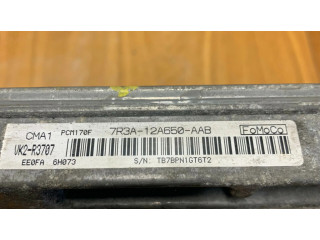 CMA1 PCM170F 7R3A-12A650-AAB FoMoCo
VK2-R3707
EE0FA 6H073 S/N: TB7BPN1GT6T2